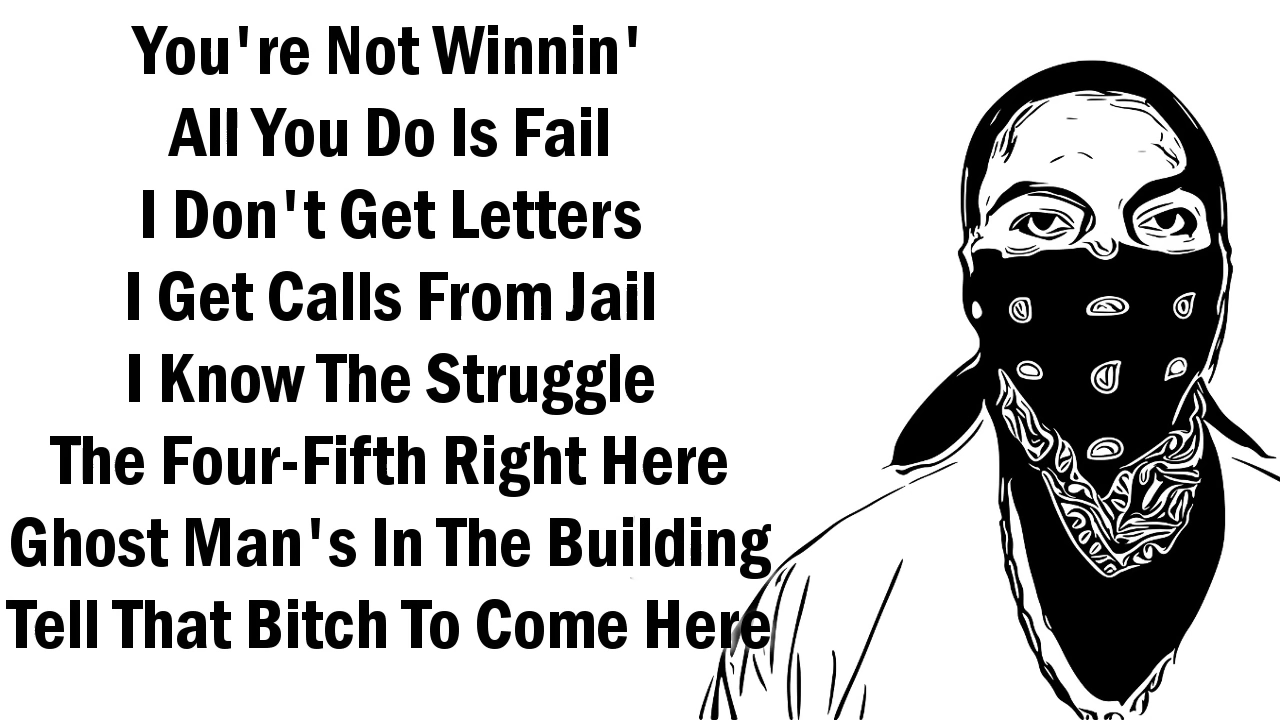 You're Not Winnin'
All You Do Is Fail
I Don't Get Letters
I Get Calls From Jail
I Know The Struggle
The Four-Fifth Right Here
Ghost Man's In The Building
Tell That Bitch To Come Here